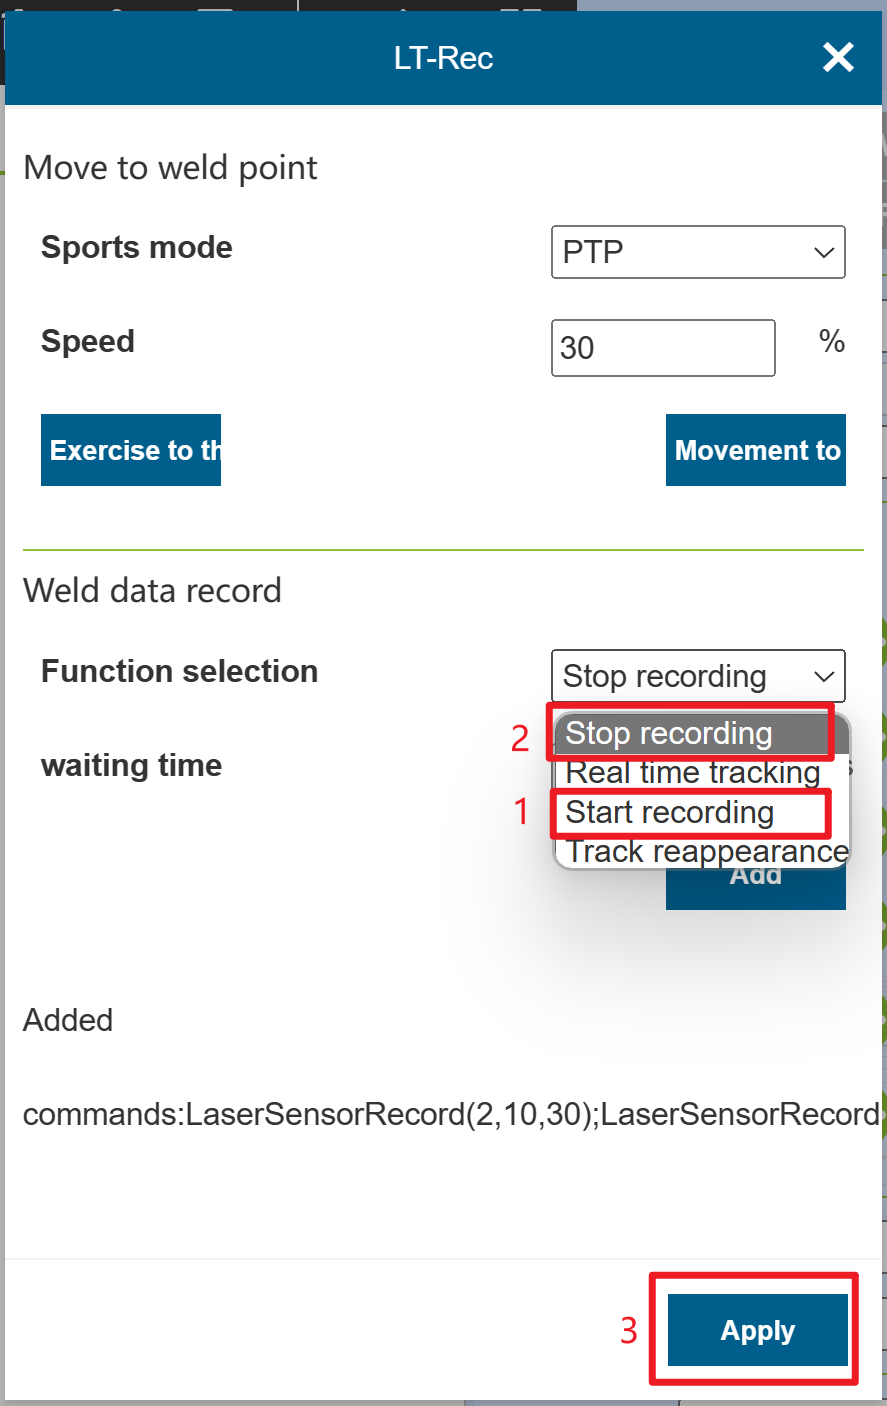 LT-Rec
Move to weld point
Sports mode PTP
Speed 30 %
Exercise to th Movement to
Weld data record
Function selection Stop recording
2 Stop recording
waiting time s
Real time tracking
1 Start recording
Track reappearance
Add
Added
commands:LaserSensorRecord(2,10,30);LaserSensorRecord
3 Apply